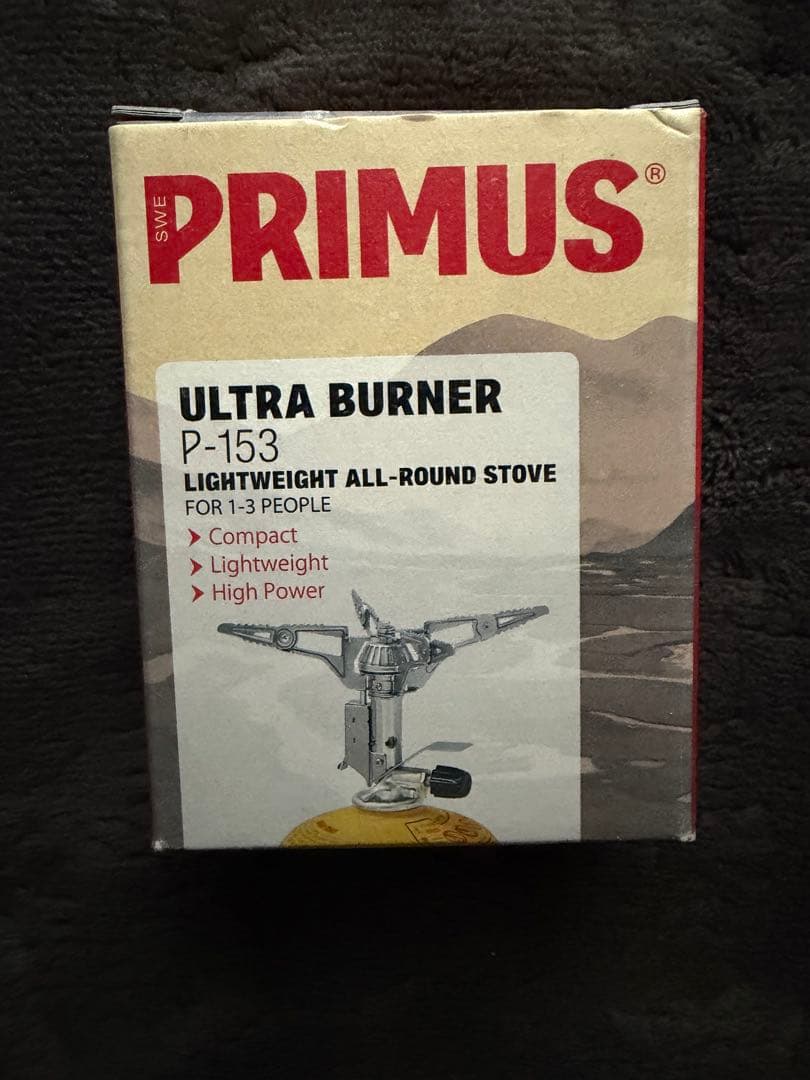 SWE
PRIMUS®
ULTRA BURNER
P-153
LIGHTWEIGHT ALL-ROUND STOVE
FOR 1-3 PEOPLE
Compact
Lightweight
High Power